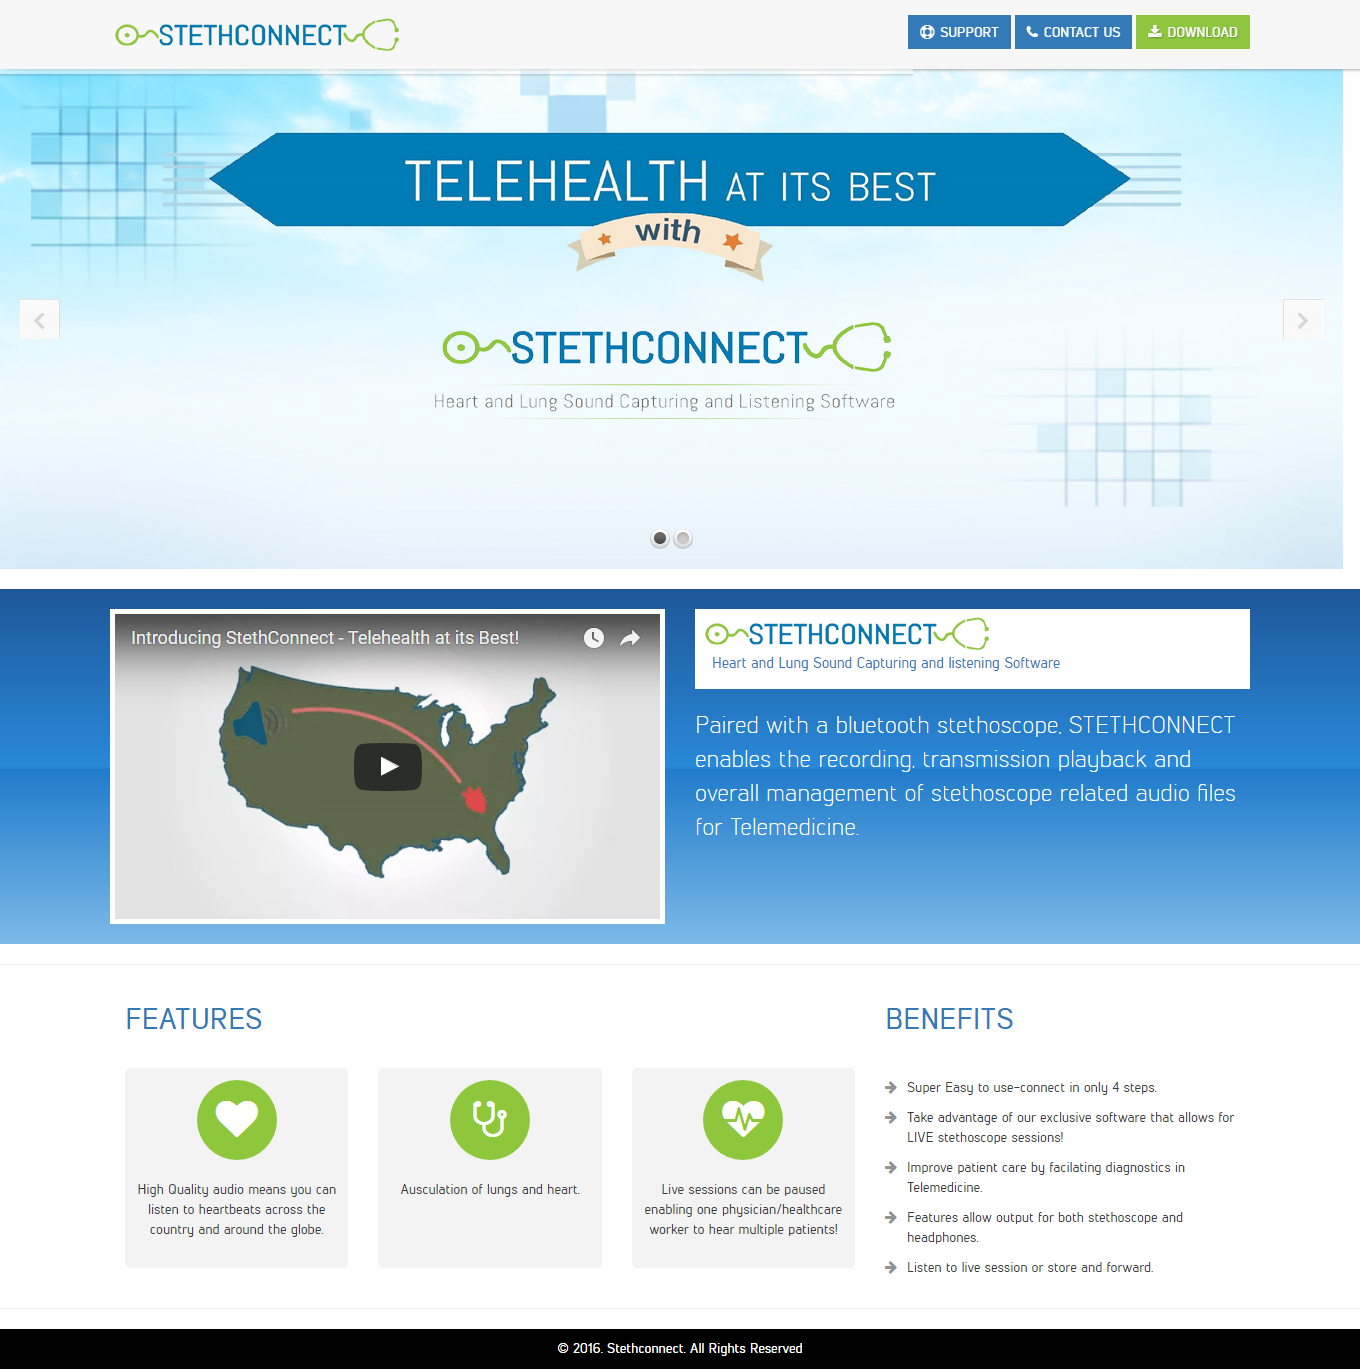 STETHCONNECT
SUPPORT
CONTACT US
DOWNLOAD
TELEHEALTH AT ITS BEST
with
STETHCONNECT
Heart and Lung Sound Capturing and Listening Software
Introducing StethConnect - Telehealth at its Best!
STETHCONNECT
Heart and Lung Sound Capturing and listening Software
Paired with a bluetooth stethoscope, STETHCONNECT
enables the recording, transmission playback and
overall management of stethoscope related audio files
for Telemedicine.
FEATURES
High Quality audio means you can
listen to heartbeats across the
country and around the globe.
Ausculation of lungs and heart.
Live sessions can be paused
enabling one physician/healthcare
worker to hear multiple patients!
BENEFITS
Super Easy to use-connect in only 4 steps.
Take advantage of our exclusive software that allows for
LIVE stethoscope sessions!
Improve patient care by facilating diagnostics in
Telemedicine.
Features allow output for both stethoscope and
headphones.
Listen to live session or store and forward.
© 2016. Stethconnect. All Rights Reserved